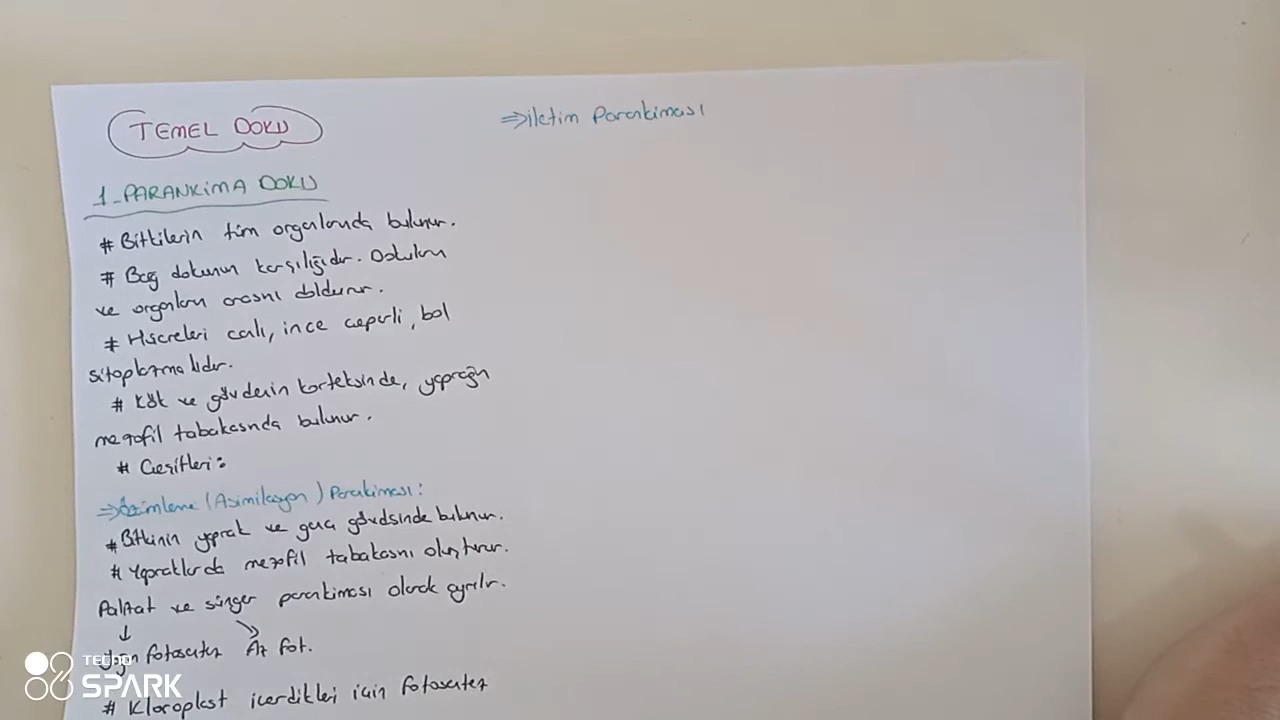 TEMEL DOKU
1_PARANKİMA DOKU
# Bitkilerin tüm organlarında bulunur.
# Bağ dokunun karşılığıdır. Dokuları
ve organları arasını doldurur.
# Hücreleri canlı, ince çeperli, bol
sitoplazmalıdır.
# Kök ve gövdenin korteksinde, yaprağın
mezofil tabakasında bulunur.
# Çeşitleri:
⇒Özümleme (Asimilasyon) Parankiması:
# Bitkinin yaprak ve genç gövdesinde bulunur.
# Yapraklarda mezofil tabakasını oluşturur.
Palizat ve sünger parankiması olarak ayrılır.
↓ ↘
Yoğun fotosentez Az fot.
# Kloroplast içerdikleri için fotosentez
⇒İletim Parankiması
TECNO
SPARK